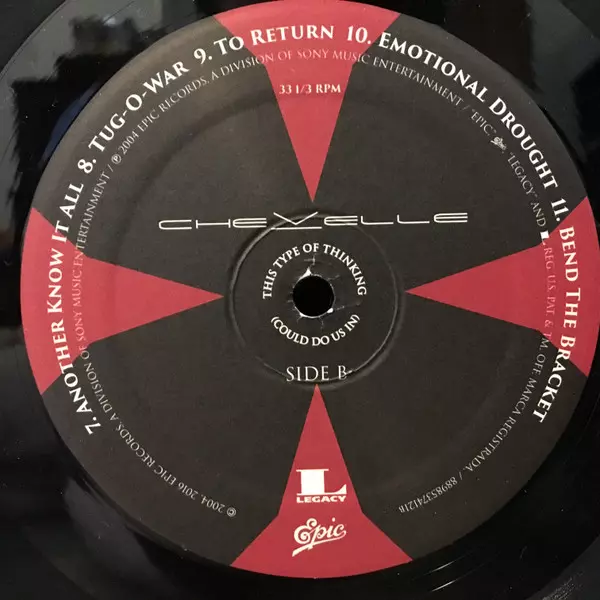 7. ANOTHER KNOW IT ALL 8. TUG-O-WAR 9. TO RETURN 10. EMOTIONAL DROUGHT 11. BEND THE BRACKET
© 2004, 2016 EPIC RECORDS, A DIVISION OF SONY MUSIC ENTERTAINMENT / ℗ 2004 EPIC RECORDS, A DIVISION OF SONY MUSIC ENTERTAINMENT / "EPIC", "LEGACY" AND L REG. U.S. PAT. & T.M. OFF. MARCA REGISTRADA. / 88985374121B
33 1/3 RPM
CHEVELLE
THIS TYPE OF THINKING
(COULD DO US IN)
SIDE B
L
LEGACY
Epic